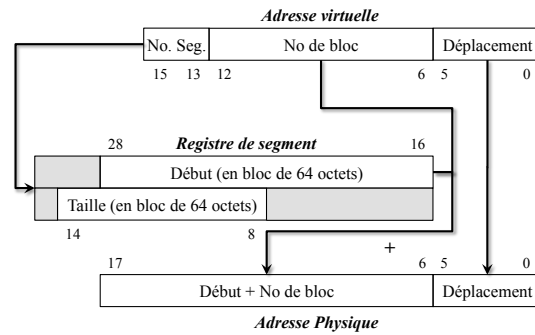 Adresse virtuelle
No. Seg. No de bloc Déplacement
15 13 12 6 5 0
28 Registre de segment 16
Début (en bloc de 64 octets)
Taille (en bloc de 64 octets)
14 8
+
17 6 5 0
Début + No de bloc Déplacement
Adresse Physique